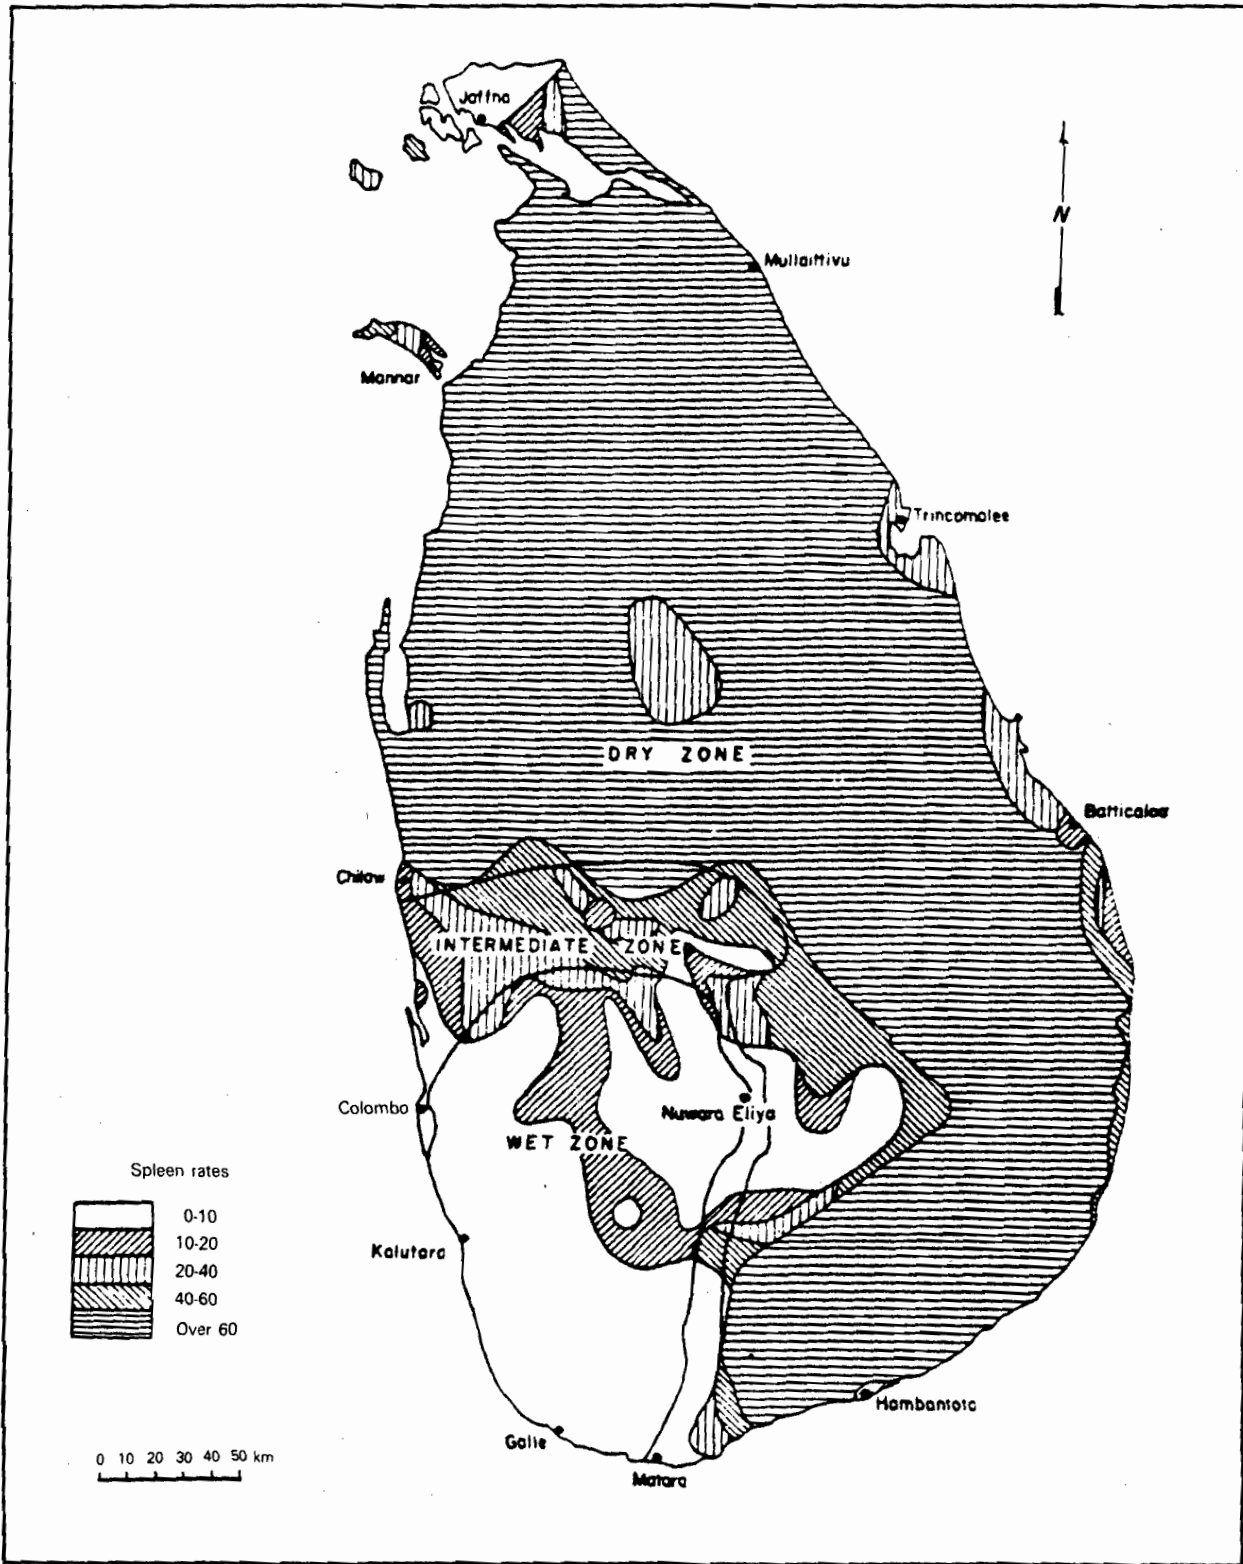 Jaffna
N
Mullaittivu
Mannar
Trincomalee
DRY ZONE
Batticaloa
Chilaw
INTERMEDIATE ZONE
Colombo
Nuwara Eliya
WET ZONE
Spleen rates
0-10
10-20
20-40
40-60
Over 60
Kalutara
Hambantota
Galle
Matara
0 10 20 30 40 50 km